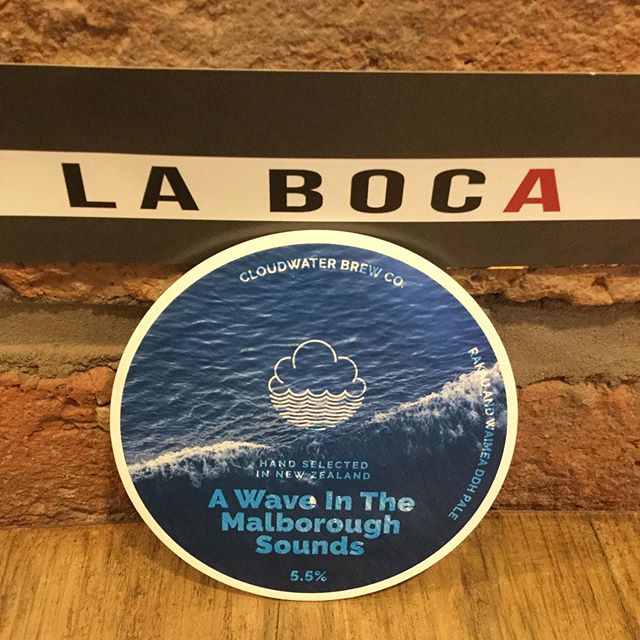 LA BOCA
CLOUDWATER BREW CO.
HAND SELECTED
IN NEW ZEALAND
A Wave In The
Malborough
Sounds
5.5%
AND WAIMEA DDH PALE